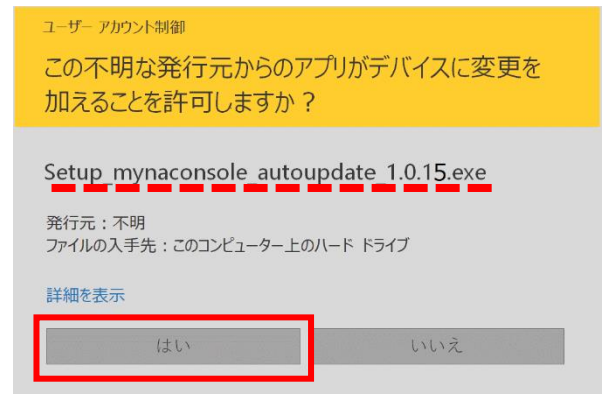 ユーザー アカウント制御
この不明な発行元からのアプリがデバイスに変更を
加えることを許可しますか？
Setup_mynaconsole_autoupdate_1.0.15.exe
発行元：不明
ファイルの入手先：このコンピューター上のハード ドライブ
詳細を表示
はい
いいえ